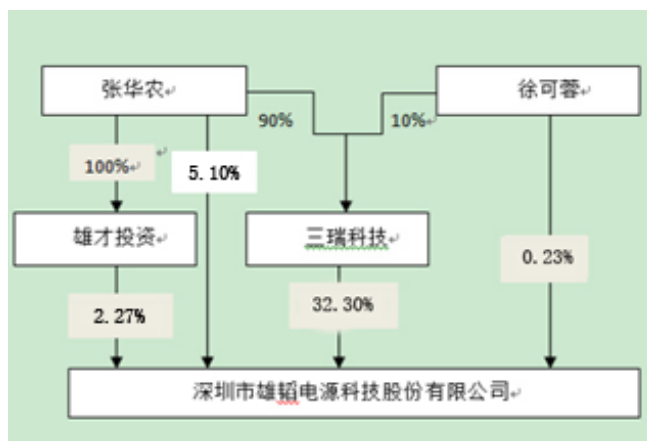 张华农
徐可蓉
90%
10%
100%
5.10%
雄才投资
三瑞科技
0.23%
2.27%
32.30%
深圳市雄韬电源科技股份有限公司